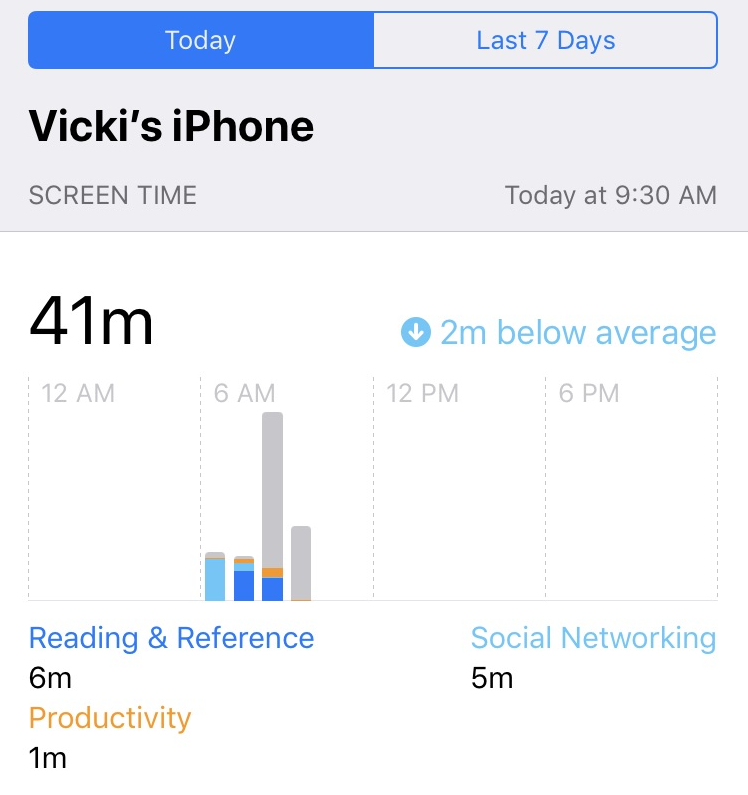 Today Last 7 Days
Vicki’s iPhone
SCREEN TIME Today at 9:30 AM
41m 2m below average
12 AM 6 AM 12 PM 6 PM
Reading & Reference Social Networking
6m 5m
Productivity
1m